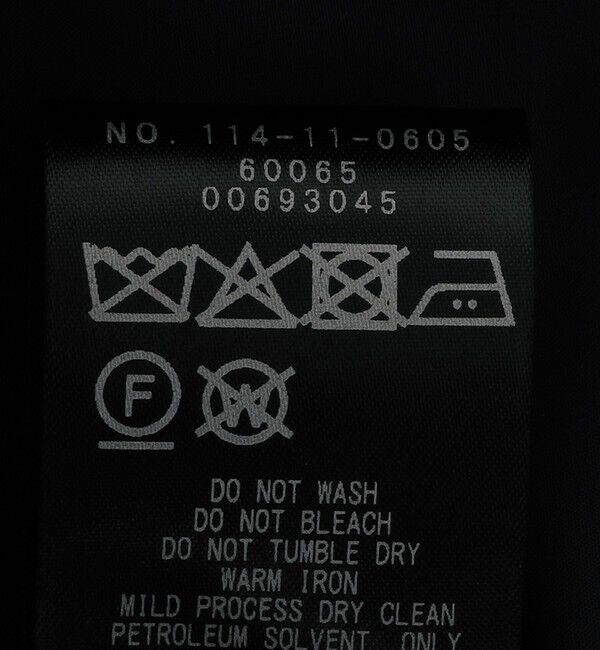 NO. 114-11-0605
60065
00693045
F W
DO NOT WASH
DO NOT BLEACH
DO NOT TUMBLE DRY
WARM IRON
MILD PROCESS DRY CLEAN
PETROLEUM SOLVENT ONLY